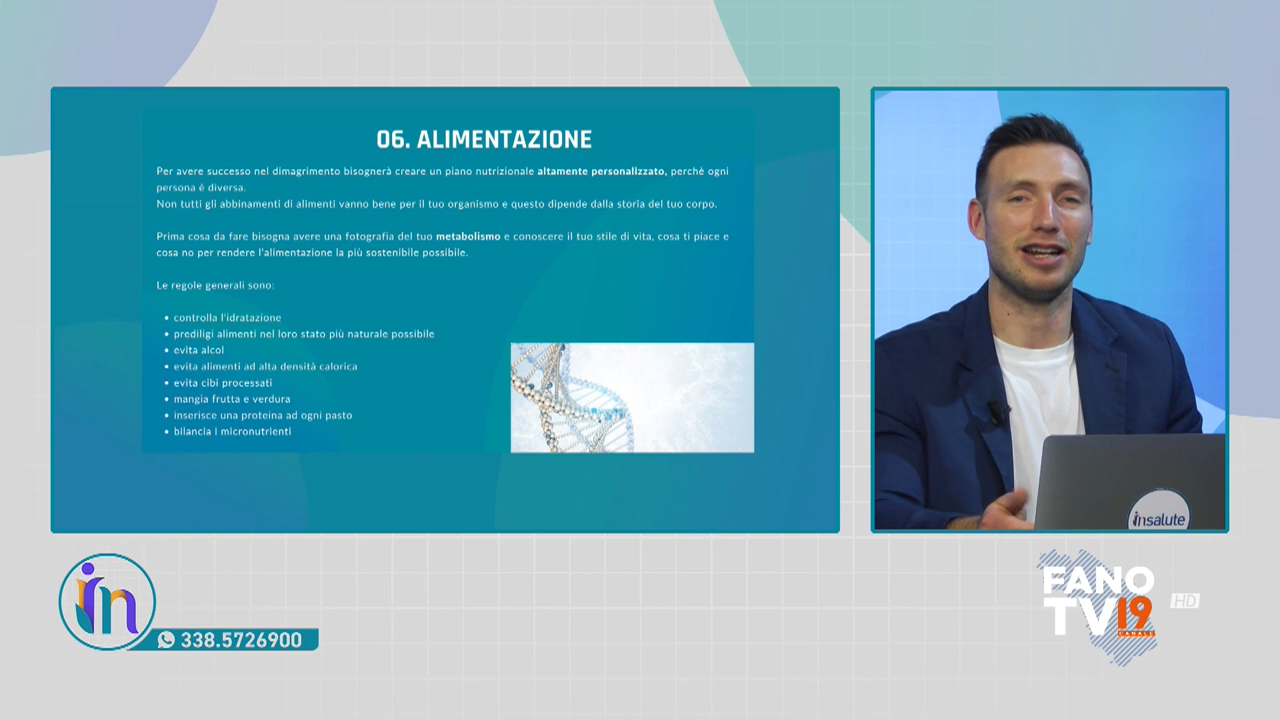 06. ALIMENTAZIONE
Per avere successo nel dimagrimento bisognerà creare un piano nutrizionale altamente personalizzato, perchè ogni
persona è diversa.
Non tutti gli abbinamenti di alimenti vanno bene per il tuo organismo e questo dipende dalla storia del tuo corpo.
Prima cosa da fare bisogna avere una fotografia del tuo metabolismo e conoscere il tuo stile di vita, cosa ti piace e
cosa no per rendere l'alimentazione la più sostenibile possibile.
Le regole generali sono:
• controlla l'idratazione
• prediligi alimenti nel loro stato più naturale possibile
• evita alcol
• evita alimenti ad alta densità calorica
• evita cibi processati
• mangia frutta e verdura
• inserisce una proteina ad ogni pasto
• bilancia i micronutrienti
insalute
in
338.5726900
FANO
TV19
CANALE
HD